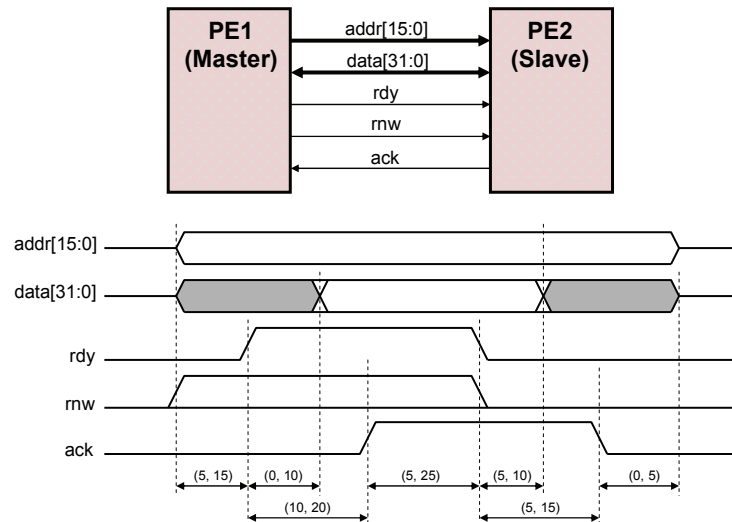 PE1
(Master)
addr[15:0]
data[31:0]
rdy
rnw
ack
PE2
(Slave)
addr[15:0]
data[31:0]
rdy
rnw
ack
(5, 15)
(0, 10)
(5, 25)
(5, 10)
(0, 5)
(10, 20)
(5, 15)